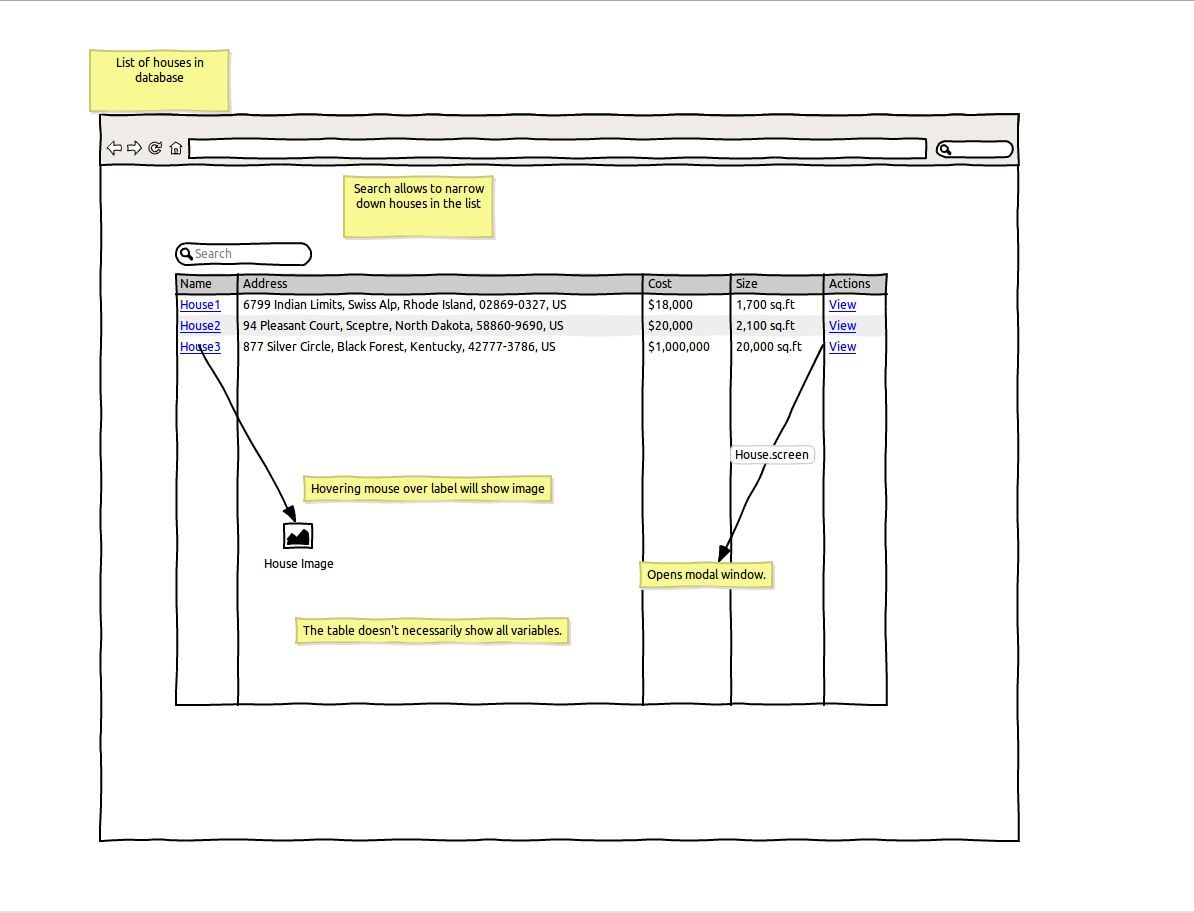 List of houses in
database
Search allows to narrow
down houses in the list
Search
Name Address Cost Size Actions
House1 6799 Indian Limits, Swiss Alp, Rhode Island, 02869-0327, US $18,000 1,700 sq.ft View
House2 94 Pleasant Court, Sceptre, North Dakota, 58860-9690, US $20,000 2,100 sq.ft View
House3 877 Silver Circle, Black Forest, Kentucky, 42777-3786, US $1,000,000 20,000 sq.ft View
House.screen
Hovering mouse over label will show image
House Image
Opens modal window.
The table doesn't necessarily show all variables.